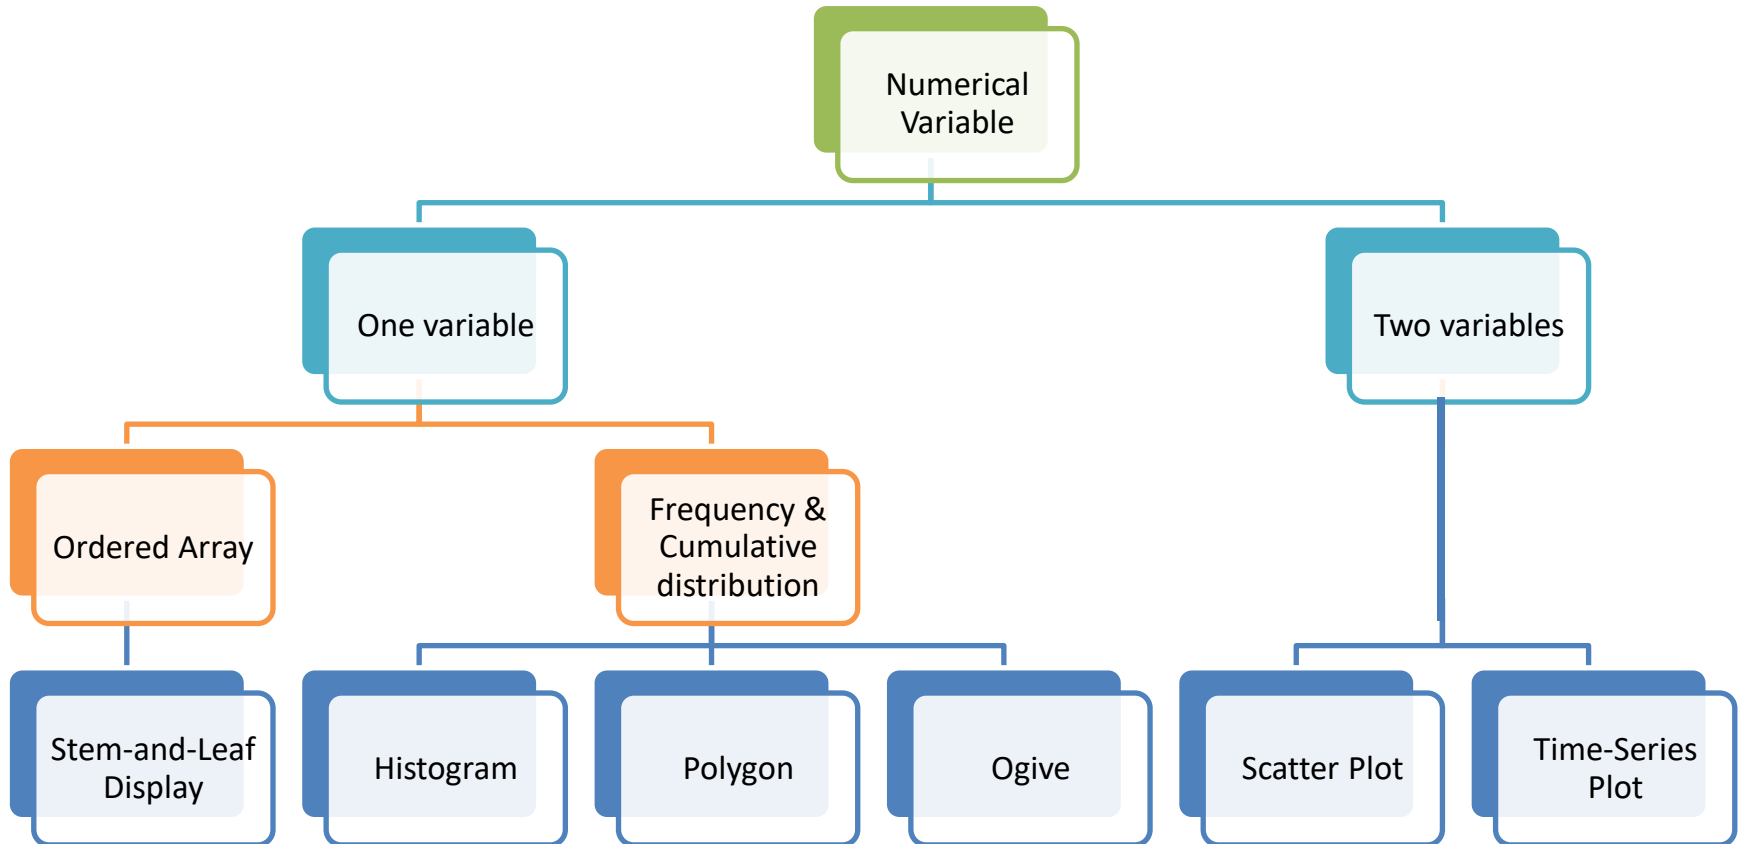 Numerical
Variable
One variable
Two variables
Ordered Array
Frequency &
Cumulative
distribution
Stem-and-Leaf
Display
Histogram
Polygon
Ogive
Scatter Plot
Time-Series
Plot